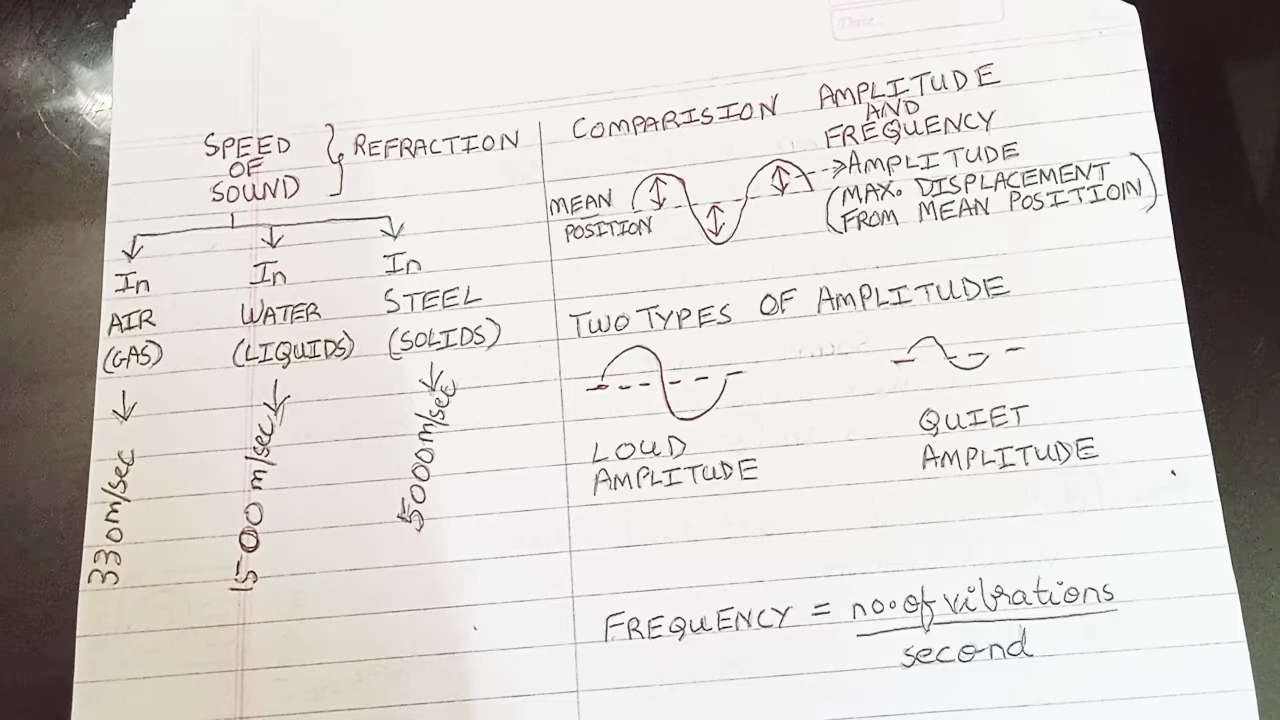 SPEED
OF
SOUND
REFRACTION
In
AIR
(GAS)
330m/sec
In
WATER
(LIQUIDS)
1500 m/sec
In
STEEL
(SOLIDS)
5000m/sec
COMPARISION AMPLITUDE
AND
FREQUENCY
MEAN
POSITION
AMPLITUDE
(MAX. DISPLACEMENT
FROM MEAN POSITION)
TWO TYPES OF AMPLITUDE
LOUD
AMPLITUDE
QUIET
AMPLITUDE
FREQUENCY = no. of vibrations
second